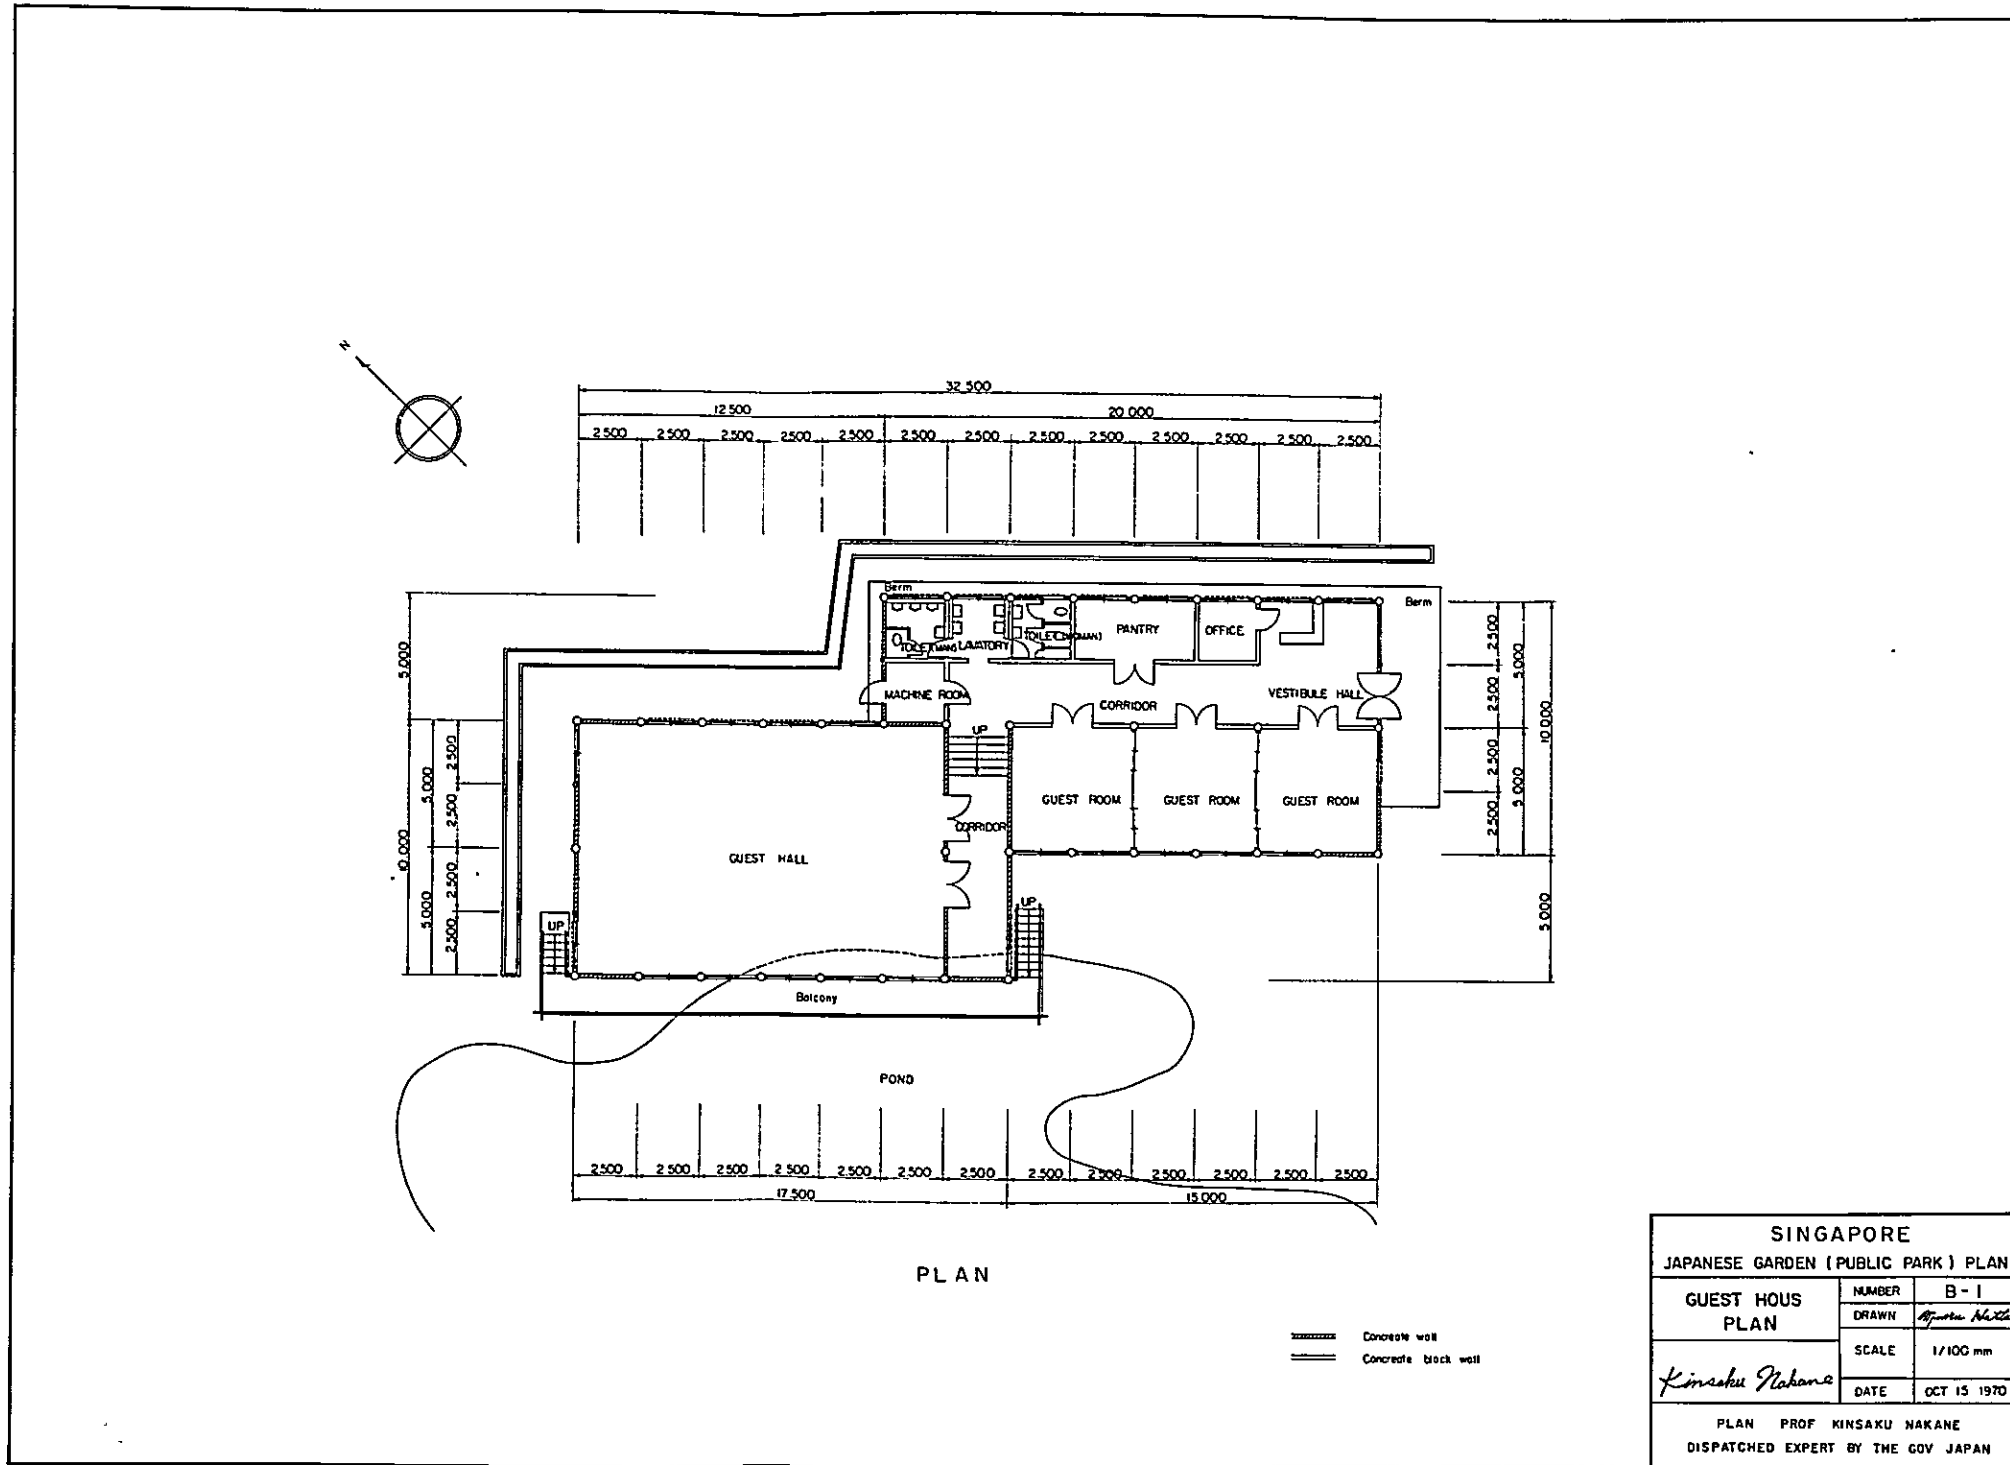 N
32 500
12 500 20 000
2 500 2 500 2 500 2 500 2 500 2 500 2 500 2 500 2 500 2 500 2 500 2 500 2 500
Berm
Berm
TOILET (MAN)
LAVATORY
TOILET (WOMAN)
PANTRY
OFFICE
MACHINE ROOM
CORRIDOR
VESTIBULE HALL
UP
GUEST ROOM GUEST ROOM GUEST ROOM
CORRIDOR
GUEST HALL
UP
UP
Balcony
POND
5 000
10 000
5 000
5 000
2 500
2 500
2 500
2 500
2 500
2 500
2 500
2 500
5 000
5 000
10 000
5 000
2 500 2 500 2 500 2 500 2 500 2 500 2 500 2 500 2 500 2 500 2 500 2 500 2 500
17 500 15 000
PLAN
Concreate wall
Concreate block wall
SINGAPORE
JAPANESE GARDEN (PUBLIC PARK) PLAN
GUEST HOUS
PLAN
NUMBER B-1
DRAWN
SCALE 1/100 mm
Kinsaku Nakane
DATE OCT 15 1970
PLAN PROF KINSAKU NAKANE
DISPATCHED EXPERT BY THE GOV JAPAN